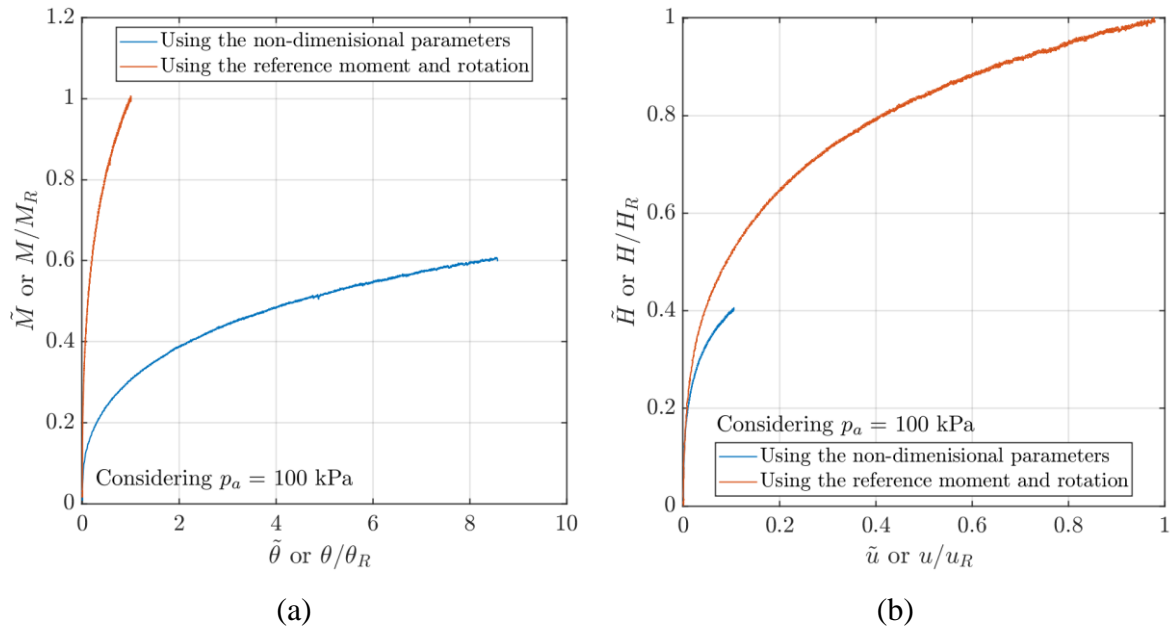 1.2
1
0.8
0.6
0.4
0.2
0
M̃ or M/M_R
Using the non-dimenisional parameters
Using the reference moment and rotation
Considering p_a = 100 kPa
0 2 4 6 8 10
θ̃ or θ/θ_R
(a)
1
0.8
0.6
0.4
0.2
0
H̃ or H/H_R
Considering p_a = 100 kPa
Using the non-dimenisional parameters
Using the reference moment and rotation
0 0.2 0.4 0.6 0.8 1
ũ or u/u_R
(b)